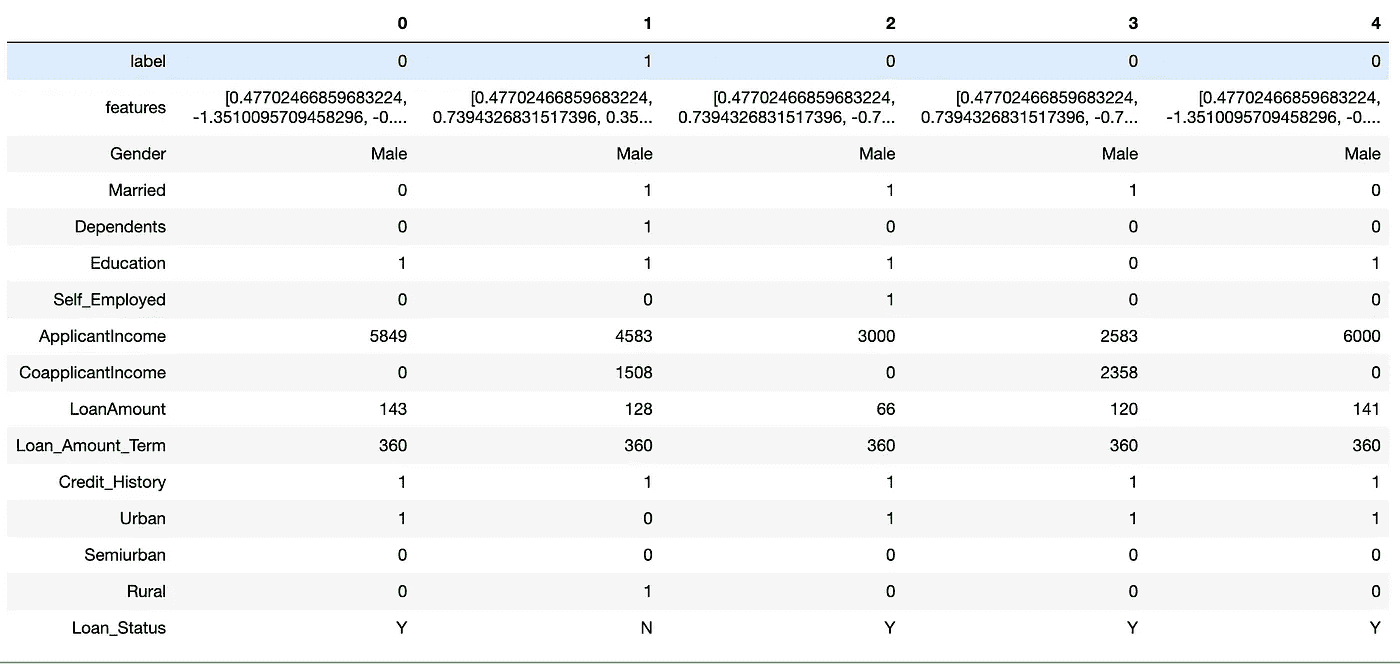 0 1 2 3 4
label 0 1 0 0 0
features [0.47702466859683224, [0.47702466859683224, [0.47702466859683224, [0.47702466859683224, [0.47702466859683224,
-1.3510095709458296, -0.... 0.7394326831517396, 0.35... 0.7394326831517396, -0.7... 0.7394326831517396, -0.7... -1.3510095709458296, -0....
Gender Male Male Male Male Male
Married 0 1 1 1 0
Dependents 0 1 0 0 0
Education 1 1 1 0 1
Self_Employed 0 0 1 0 0
ApplicantIncome 5849 4583 3000 2583 6000
CoapplicantIncome 0 1508 0 2358 0
LoanAmount 143 128 66 120 141
Loan_Amount_Term 360 360 360 360 360
Credit_History 1 1 1 1 1
Urban 1 0 1 1 1
Semiurban 0 0 0 0 0
Rural 0 1 0 0 0
Loan_Status Y N Y Y Y